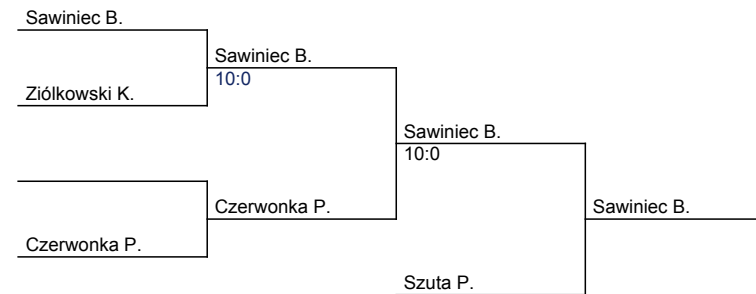 Sawiniec B.
Sawiniec B.
10:0
Ziólkowski K.
Sawiniec B.
10:0
Czerwonka P.
Sawiniec B.
Czerwonka P.
Szuta P.